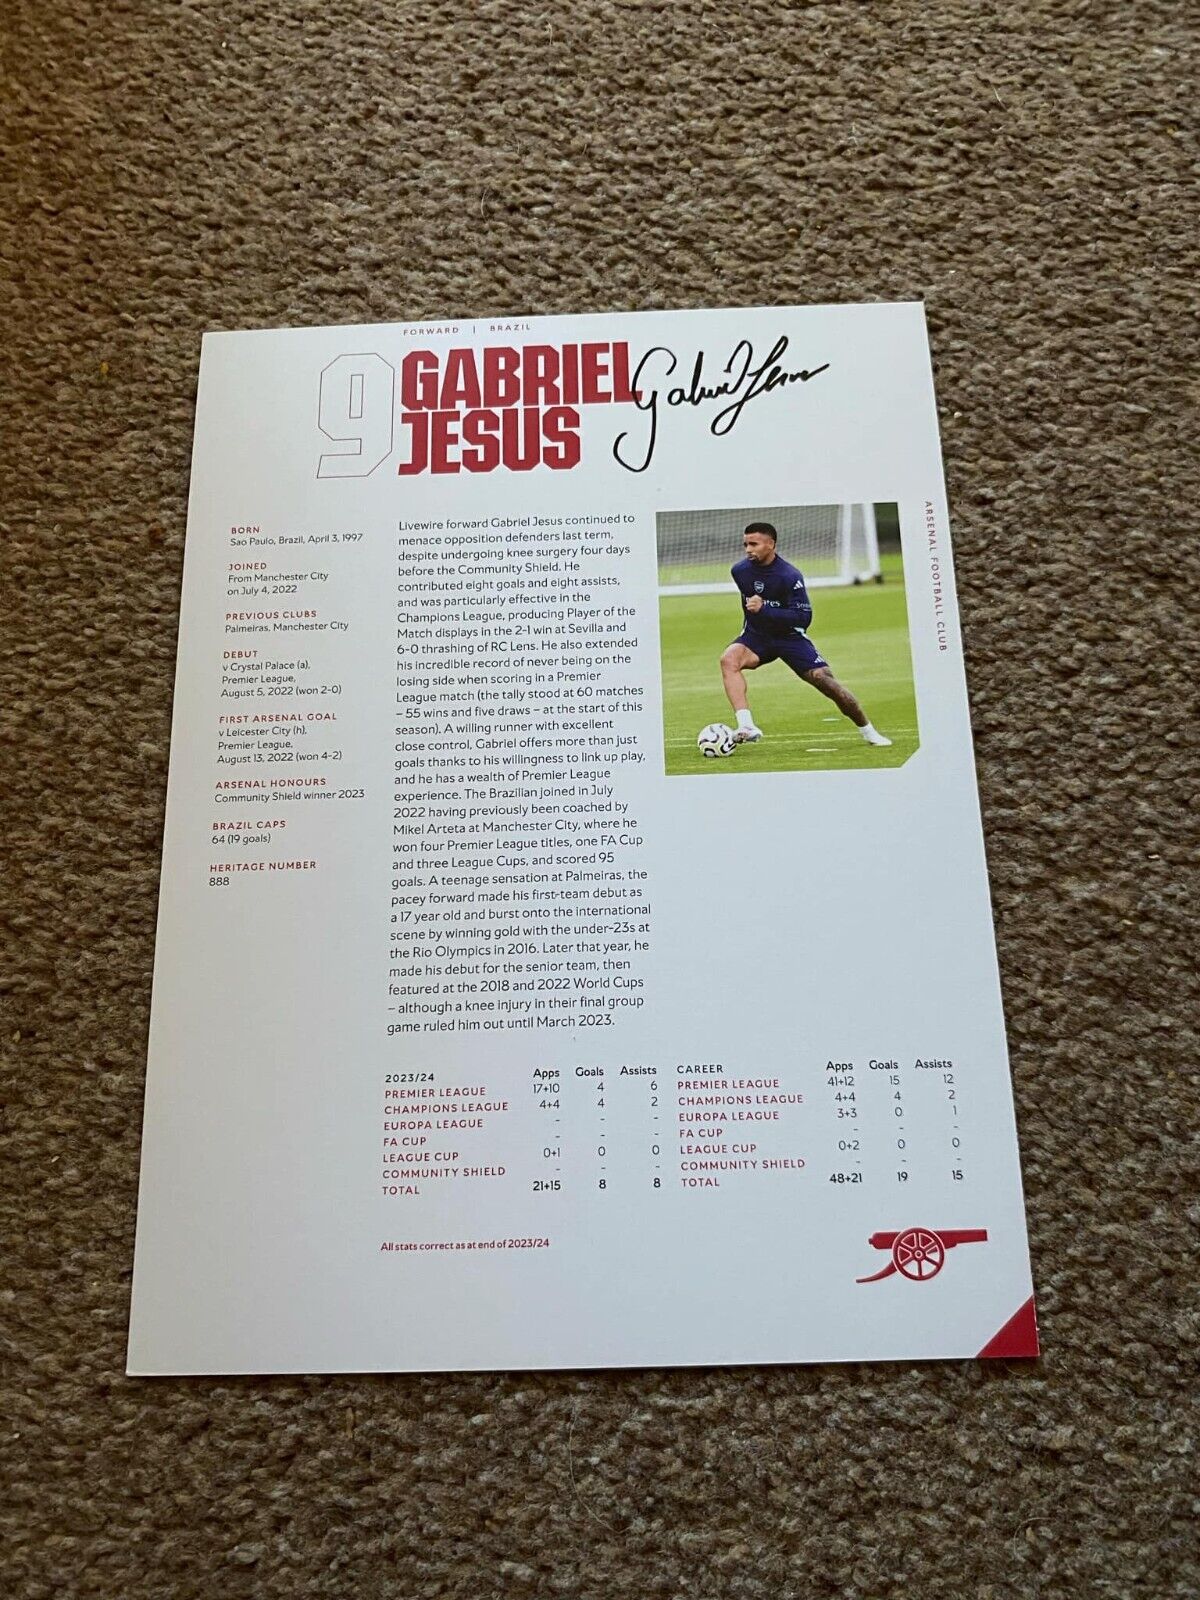 FORWARD | BRAZIL
9
GABRIEL
JESUS
Gabriel Jesus
BORN
Sao Paulo, Brazil, April 3, 1997
JOINED
From Manchester City
on July 4, 2022
PREVIOUS CLUBS
Palmeiras, Manchester City
DEBUT
v Crystal Palace (a),
Premier League,
August 5, 2022 (won 2-0)
FIRST ARSENAL GOAL
v Leicester City (h),
Premier League,
August 13, 2022 (won 4-2)
ARSENAL HONOURS
Community Shield winner 2023
BRAZIL CAPS
64 (19 goals)
HERITAGE NUMBER
888
Livewire forward Gabriel Jesus continued to
menace opposition defenders last term,
despite undergoing knee surgery four days
before the Community Shield. He
contributed eight goals and eight assists,
and was particularly effective in the
Champions League, producing Player of the
Match displays in the 2-1 win at Sevilla and
6-0 thrashing of RC Lens. He also extended
his incredible record of never being on the
losing side when scoring in a Premier
League match (the tally stood at 60 matches
– 55 wins and five draws – at the start of this
season). A willing runner with excellent
close control, Gabriel offers more than just
goals thanks to his willingness to link up play,
and he has a wealth of Premier League
experience. The Brazilian joined in July
2022 having previously been coached by
Mikel Arteta at Manchester City, where he
won four Premier League titles, one FA Cup
and three League Cups, and scored 95
goals. A teenage sensation at Palmeiras, the
pacey forward made his first-team debut as
a 17 year old and burst onto the international
scene by winning gold with the under-23s at
the Rio Olympics in 2016. Later that year, he
made his debut for the senior team, then
featured at the 2018 and 2022 World Cups
– although a knee injury in their final group
game ruled him out until March 2023.
ARSENAL FOOTBALL CLUB
2023/24 Apps Goals Assists
PREMIER LEAGUE 17+10 4 6
CHAMPIONS LEAGUE 4+4 4 2
EUROPA LEAGUE - - -
FA CUP - - -
LEAGUE CUP 0+1 0 0
COMMUNITY SHIELD - - -
TOTAL 21+15 8 8
CAREER Apps Goals Assists
PREMIER LEAGUE 41+12 15 12
CHAMPIONS LEAGUE 4+4 4 2
EUROPA LEAGUE 3+3 0 1
FA CUP - - -
LEAGUE CUP 0+2 0 0
COMMUNITY SHIELD - - -
TOTAL 48+21 19 15
All stats correct as at end of 2023/24